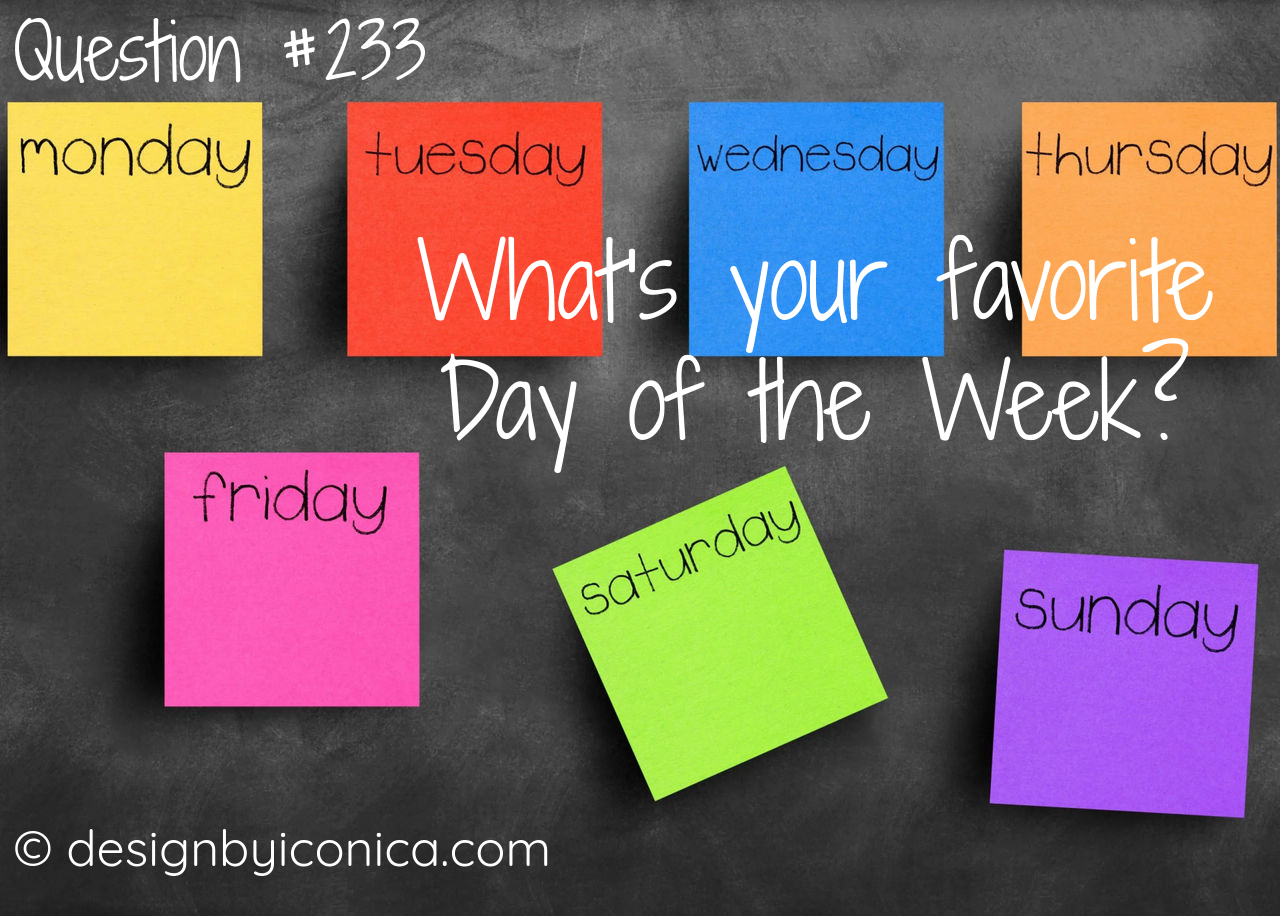 Question #233
monday
tuesday
wednesday
thursday
What's your favorite
Day of the Week?
friday
saturday
sunday
© designbyiconica.com